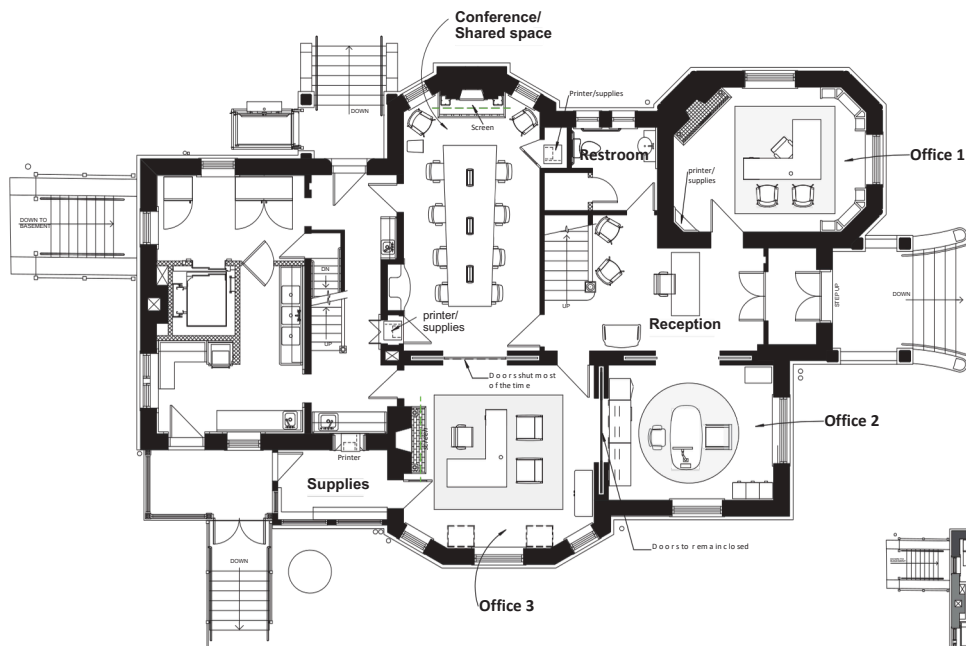 Conference/
Shared space
DOWN
Printer/supplies
Screen
Restroom
Office 1
printer/
supplies
DOWN TO
BASEMENT
DN
UP
UP
STEP UP
DOWN
Reception
printer/
supplies
Doors shut most
of the time
Office 2
Screen
Printer
Supplies
Doors to remain closed
DOWN
Office 3